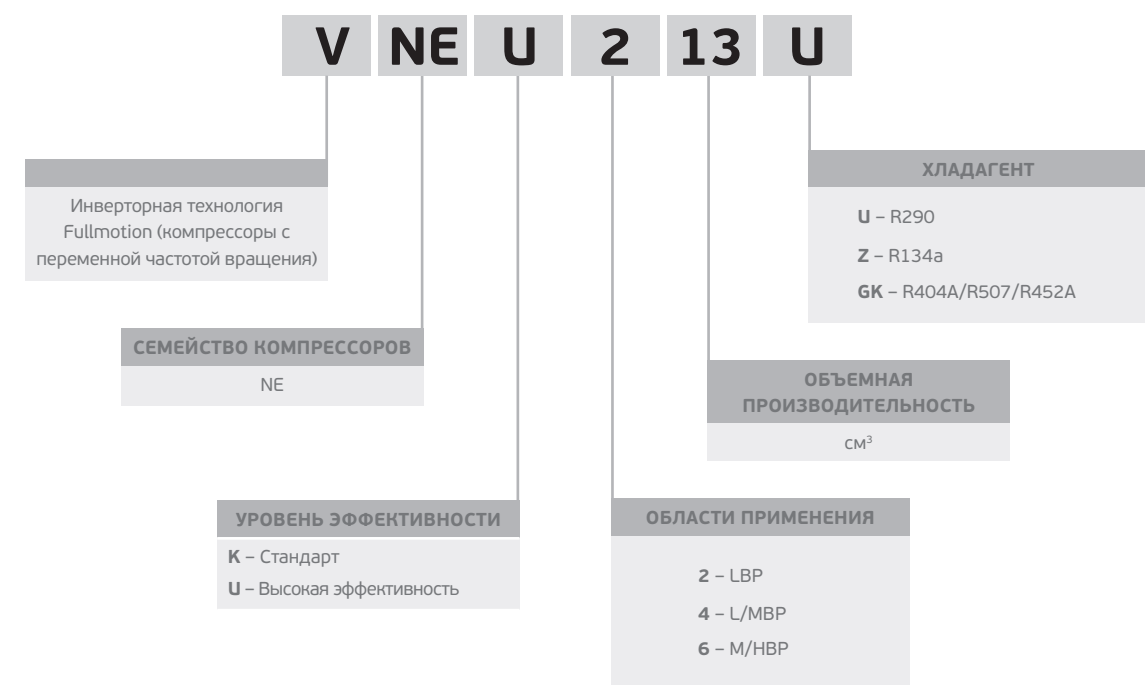 V NE U 2 13 U
Инверторная технология
Fullmotion (компрессоры с
переменной частотой вращения)
ХЛАДАГЕНТ
U – R290
Z – R134a
GK – R404A/R507/R452A
СЕМЕЙСТВО КОМПРЕССОРОВ
NE
ОБЪЕМНАЯ
ПРОИЗВОДИТЕЛЬНОСТЬ
см³
УРОВЕНЬ ЭФФЕКТИВНОСТИ
K – Стандарт
U – Высокая эффективность
ОБЛАСТИ ПРИМЕНЕНИЯ
2 – LBP
4 – L/MBP
6 – M/HBP